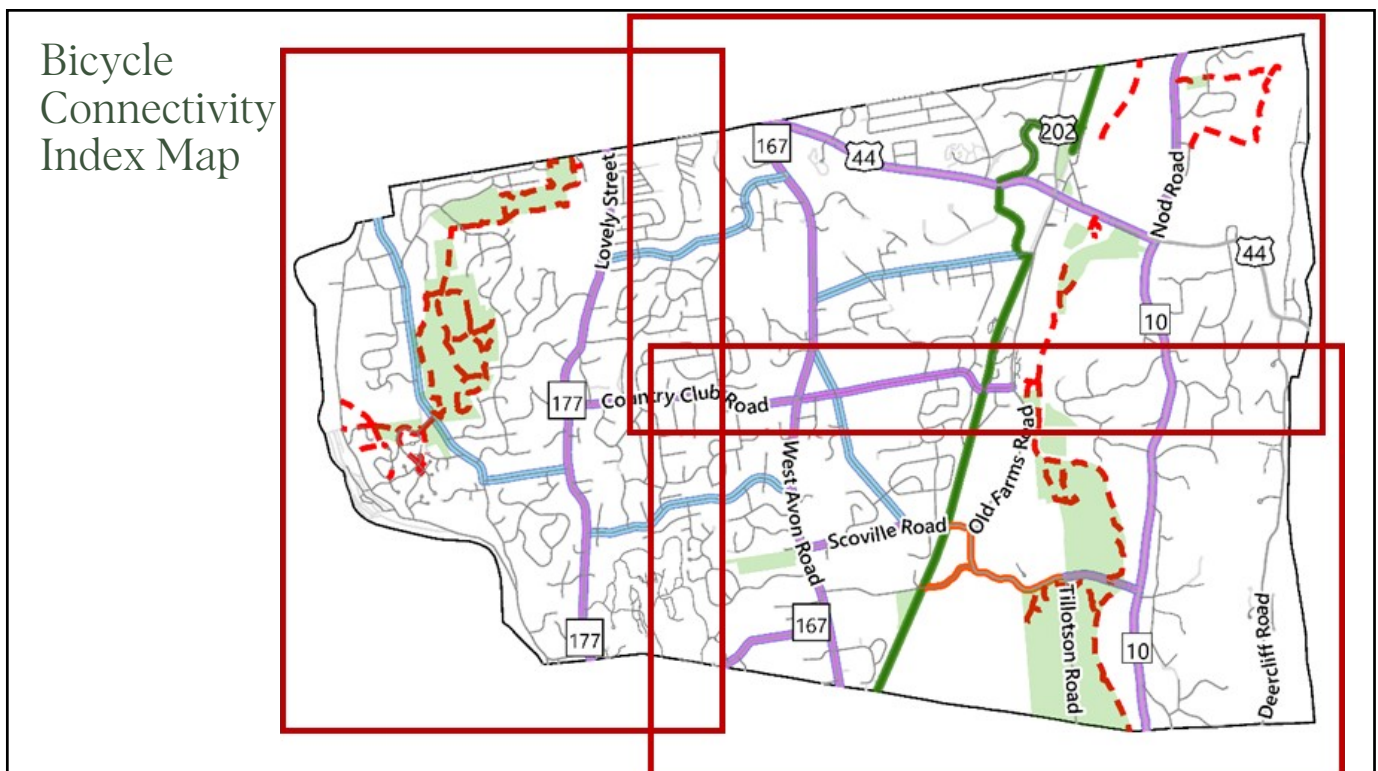 Bicycle
Connectivity
Index Map
202
167
44
Lovely Street
Nod Road
44
10
177
Country Club Road
Old Farms Road
West Avon Road
Scoville Road
Tillotson Road
167
177
10
Deercliff Road